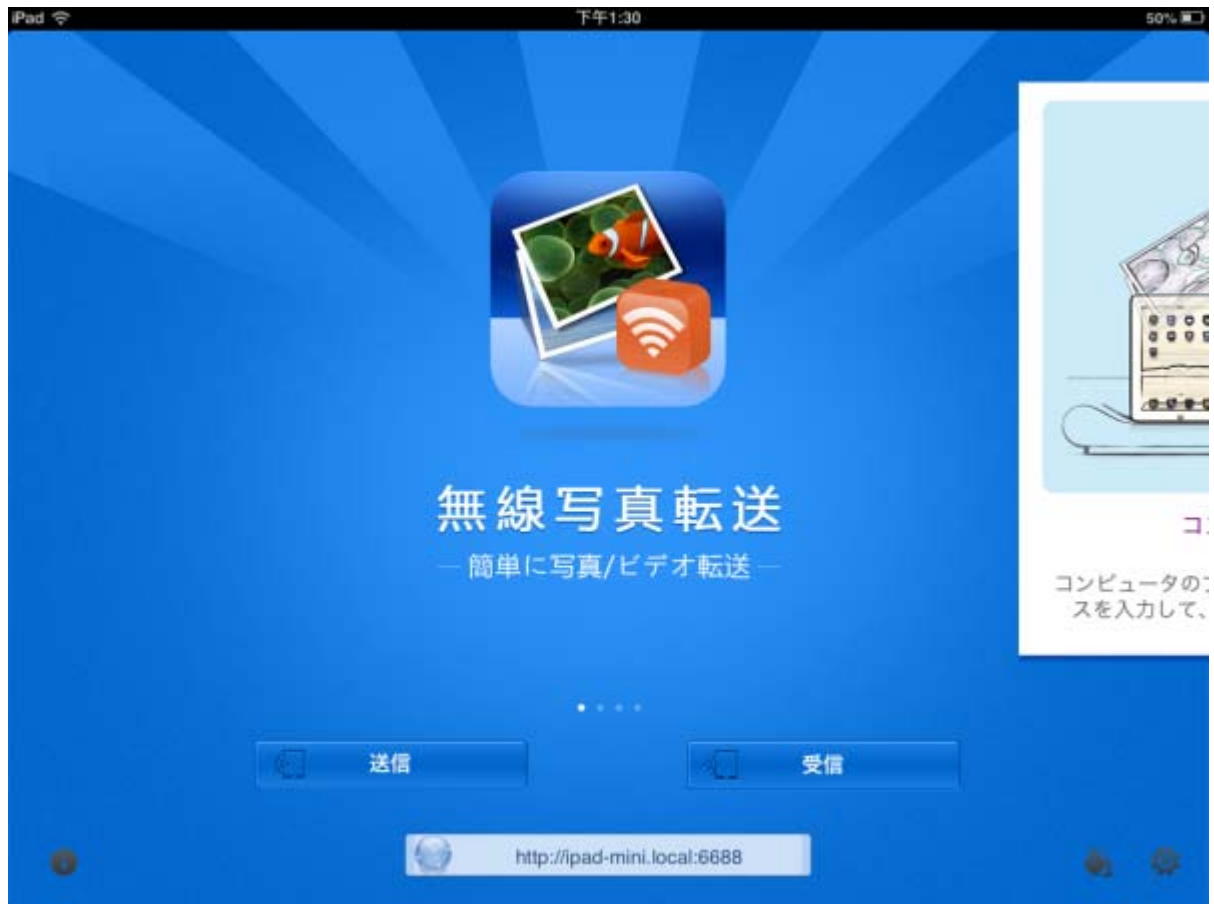 iPad 下午1:30 50%
無線写真転送
簡単に写真/ビデオ転送
コンピュータの
スを入力して、
送信 受信
http://ipad-mini.local:6688